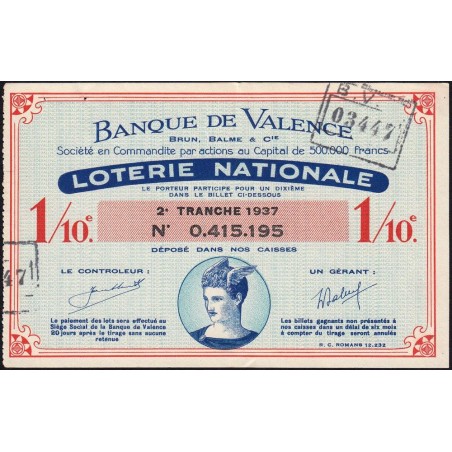 B.V.
03447
BANQUE DE VALENCE
BRUN, BALME & CIE
Société en Commandite par actions au Capital de 500.000 Francs
LOTERIE NATIONALE
LE PORTEUR PARTICIPE POUR UN DIXIÈME
DANS LE BILLET CI-DESSOUS
1/10.e
2e TRANCHE 1937
N° 0.415.195
1/10.e
DÉPOSÉ DANS NOS CAISSES
LE CONTROLEUR :
UN GÉRANT :
471
Le paiement des lots sera effectué au
Siège Social de la Banque de Valence
20 jours après le tirage sans aucune
retenue
Les billets gagnants non présentés à
nos caisses dans un délai de six mois
à compter du tirage seront annulés
R. C. ROMANS 12.232